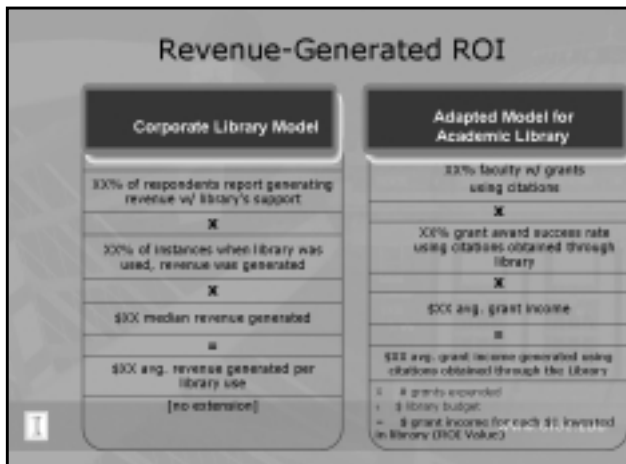 Revenue-Generated ROI
Corporate Library Model
XX% of respondents report generating
revenue w/ library's support
X
XX% of instances when library was
used, revenue was generated
X
$XX median revenue generated
=
$XX avg. revenue generated per
library use
[no extension]
Adapted Model for
Academic Library
XX% faculty w/ grants
using citations
X
XX% grant award success rate
using citations obtained through
library
X
$XX avg. grant income
=
$XX avg. grant income generated using
citations obtained through the Library
X # grants expended
÷ $ library budget
= $ grant income for each $1 invested
in library (ROI Value)
I